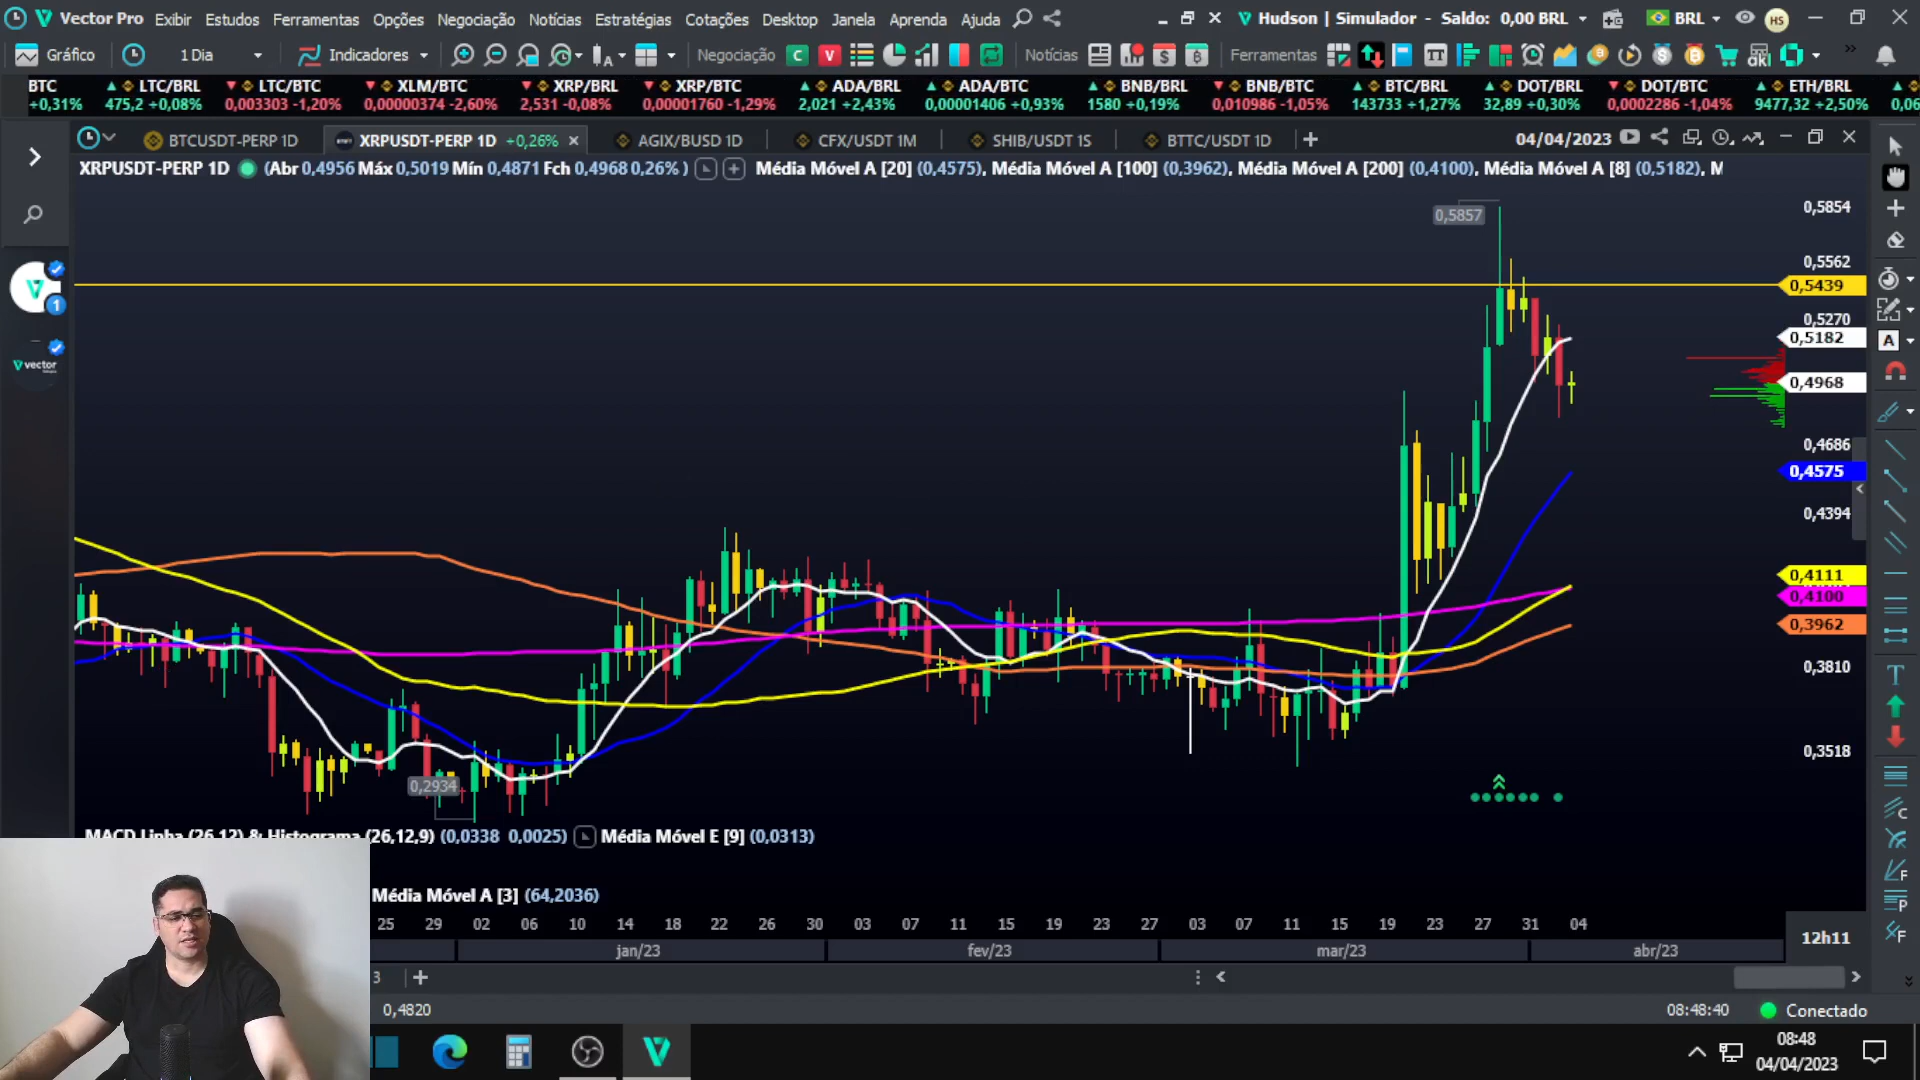 Vector Pro Exibir Estudos Ferramentas Opções Negociação Notícias Estratégias Cotações Desktop Janela Aprenda Ajuda Hudson | Simulador - Saldo: 0,00 BRL BRL HS
Gráfico 1 Dia Indicadores Negociação C V Notícias Ferramentas
BTC LTC/BRL LTC/BTC XLM/BTC XRP/BRL XRP/BTC ADA/BRL ADA/BTC BNB/BRL BNB/BTC BTC/BRL DOT/BRL DOT/BTC ETH/BRL
+0,31% 475,2 +0,08% 0,003303 -1,20% 0,00000374 -2,60% 2,531 -0,08% 0,00001760 -1,29% 2,021 +2,43% 0,00001406 +0,93% 1580 +0,19% 0,010986 -1,05% 143733 +1,27% 32,89 +0,30% 0,0002286 -1,04% 9477,32 +2,50% 0,06
BTCUSDT-PERP 1D XRPUSDT-PERP 1D +0,26% AGIX/BUSD 1D CFX/USDT 1M SHIB/USDT 1S BTTC/USDT 1D 04/04/2023
XRPUSDT-PERP 1D (Abr 0,4956 Máx 0,5019 Mín 0,4871 Fch 0,4968 0,26% ) Média Móvel A [20] (0,4575), Média Móvel A [100] (0,3962), Média Móvel A [200] (0,4100), Média Móvel A [8] (0,5182), M
0,5857
0,5854
0,5562
0,5439
0,5270
0,5182
0,4968
0,4686
0,4575
0,4394
0,4111
0,4100
0,3962
0,3810
0,3518
1
vector
0,2934
MACD Linha (26,12) & Histograma (26,12,9) (0,0338 0,0025) Média Móvel E [9] (0,0313)
Média Móvel A [3] (64,2036)
25 29 02 06 10 14 18 22 26 30 03 07 11 15 19 23 27 03 07 11 15 19 23 27 31 04
jan/23 fev/23 mar/23 abr/23
12h11
3
0,4820
08:48:40 Conectado
08:48
04/04/2023